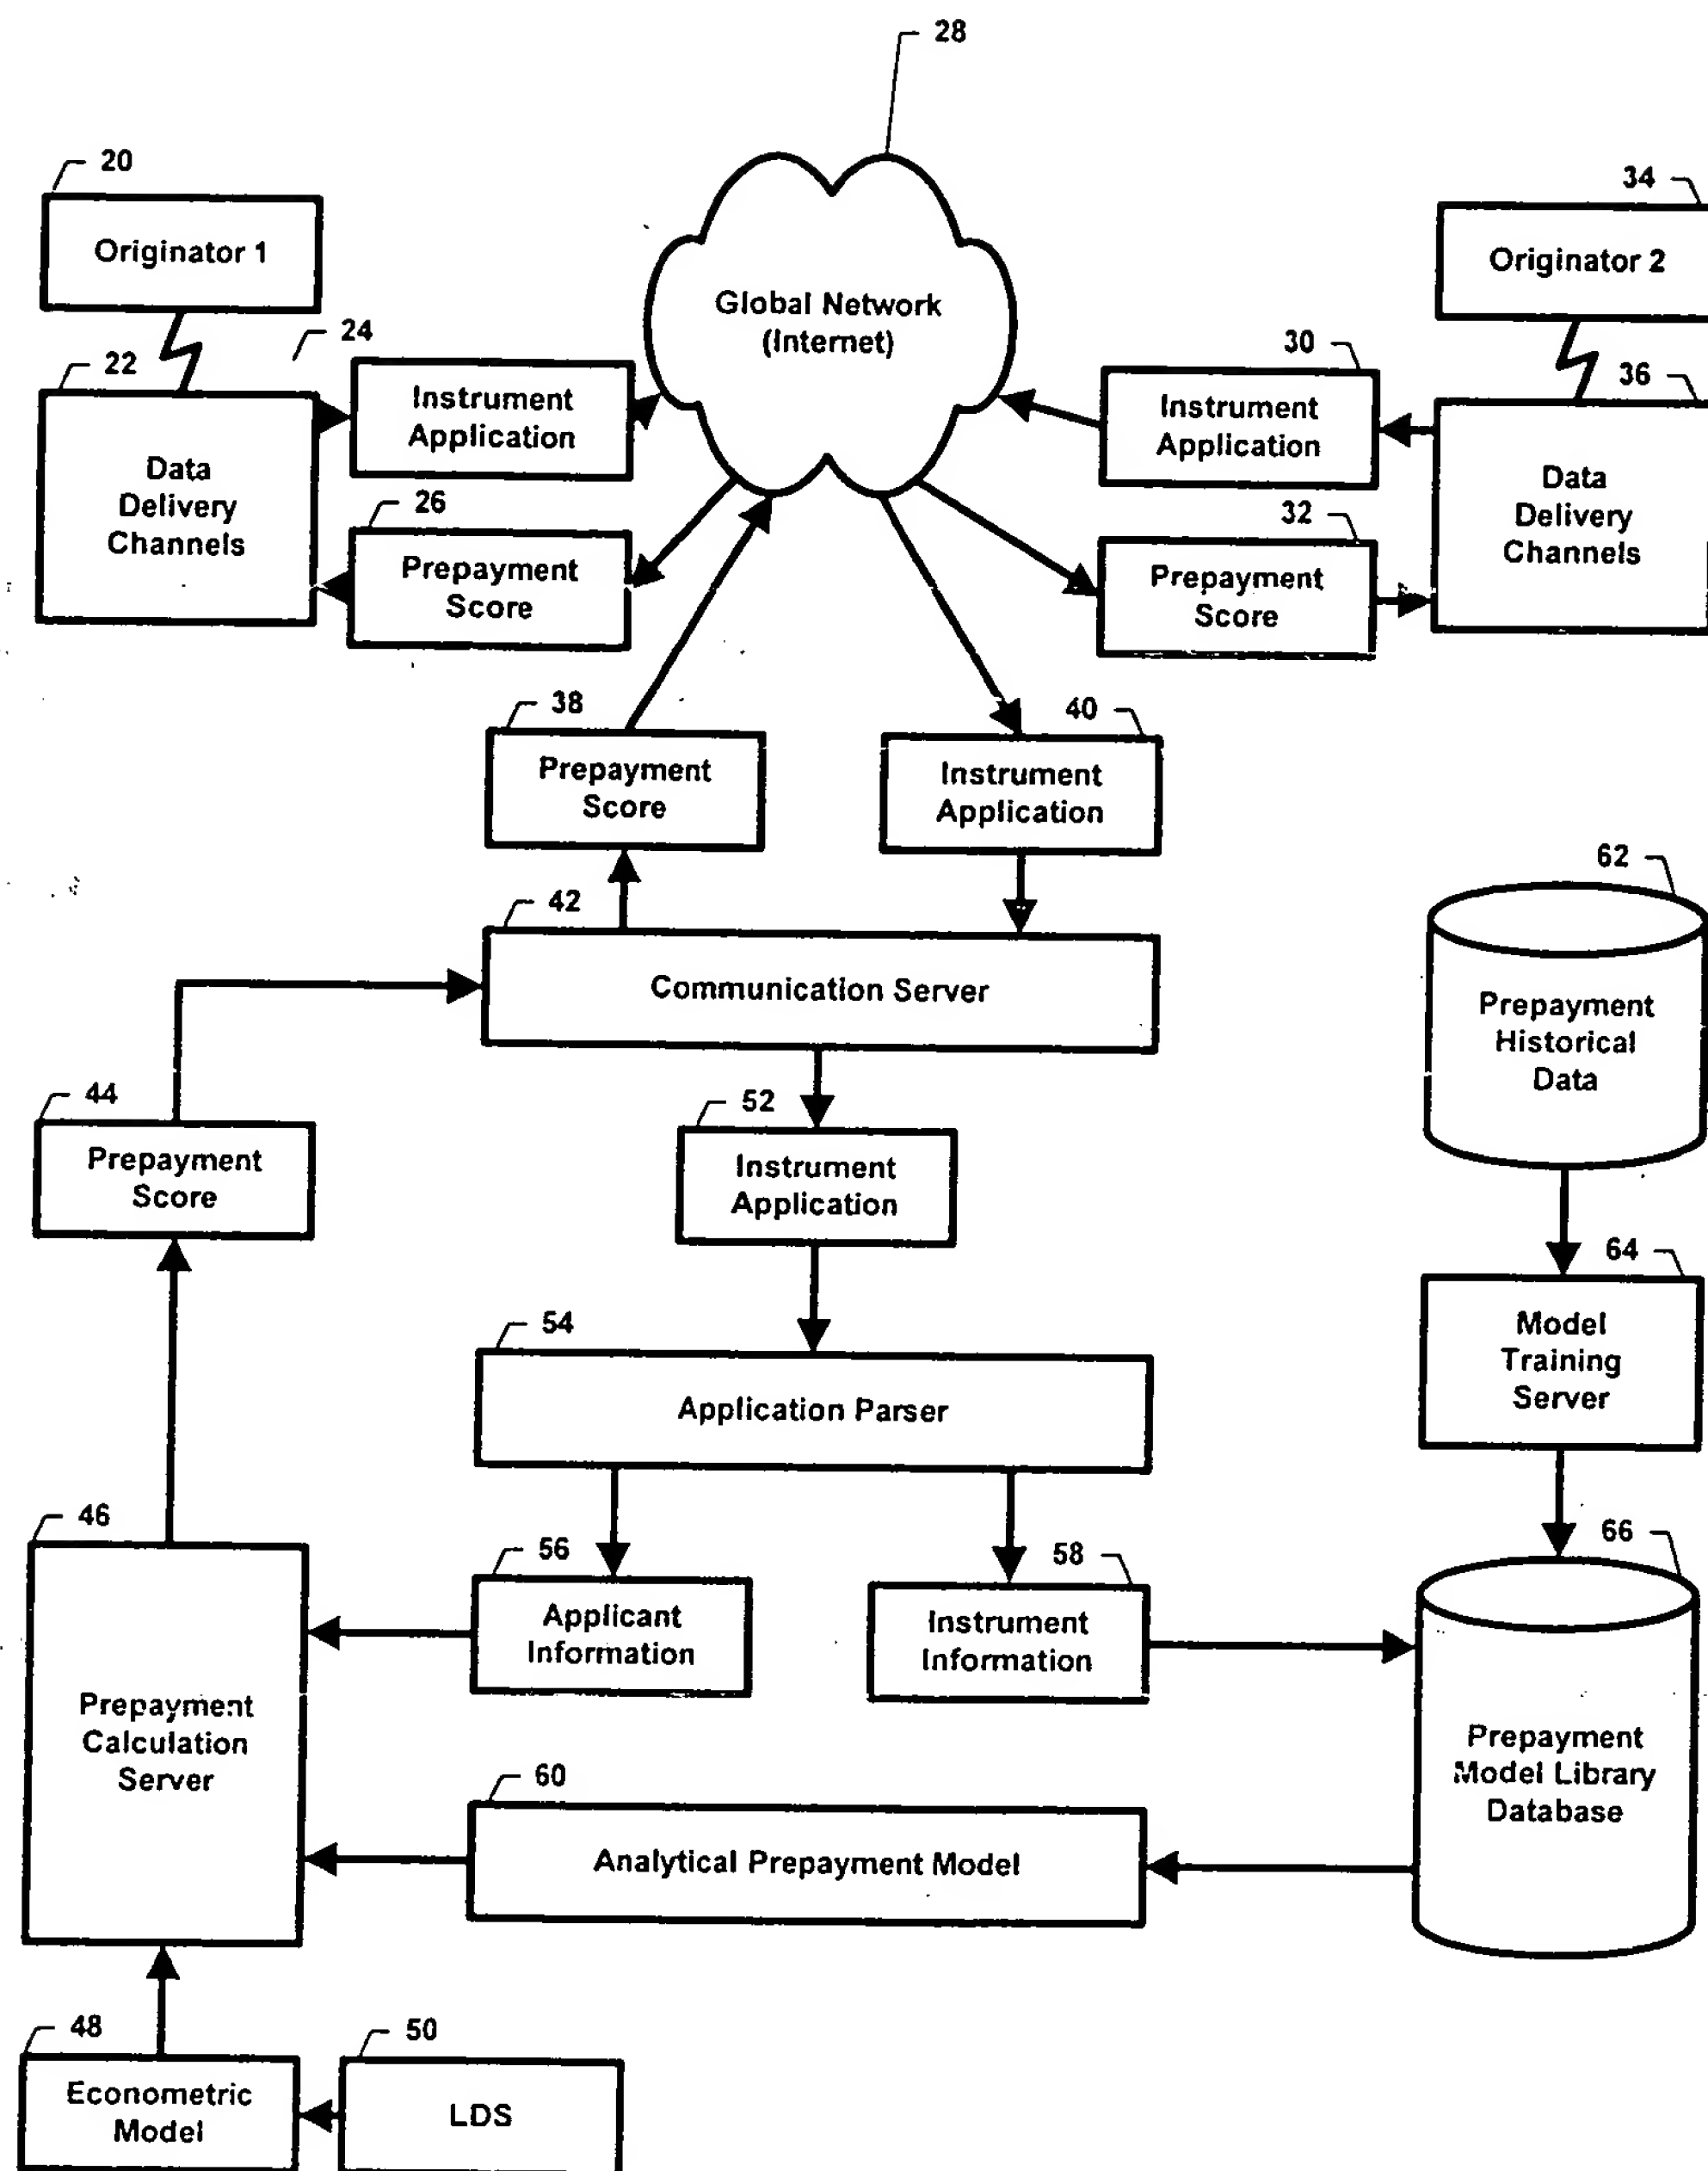 28
20
34
Originator 1
Originator 2
Global Network
(Internet)
24
30
22
36
Instrument
Application
Instrument
Application
Data
Delivery
Channels
Data
Delivery
Channels
26
32
Prepayment
Score
Prepayment
Score
38
40
Prepayment
Score
Instrument
Application
62
42
Communication Server
Prepayment
Historical
Data
44
52
Prepayment
Score
Instrument
Application
64
54
Model
Training
Server
Application Parser
46
56
58
66
Applicant
Information
Instrument
Information
Prepayment
Calculation
Server
Prepayment
Model Library
Database
60
Analytical Prepayment Model
48
50
Econometric
Model
LDS